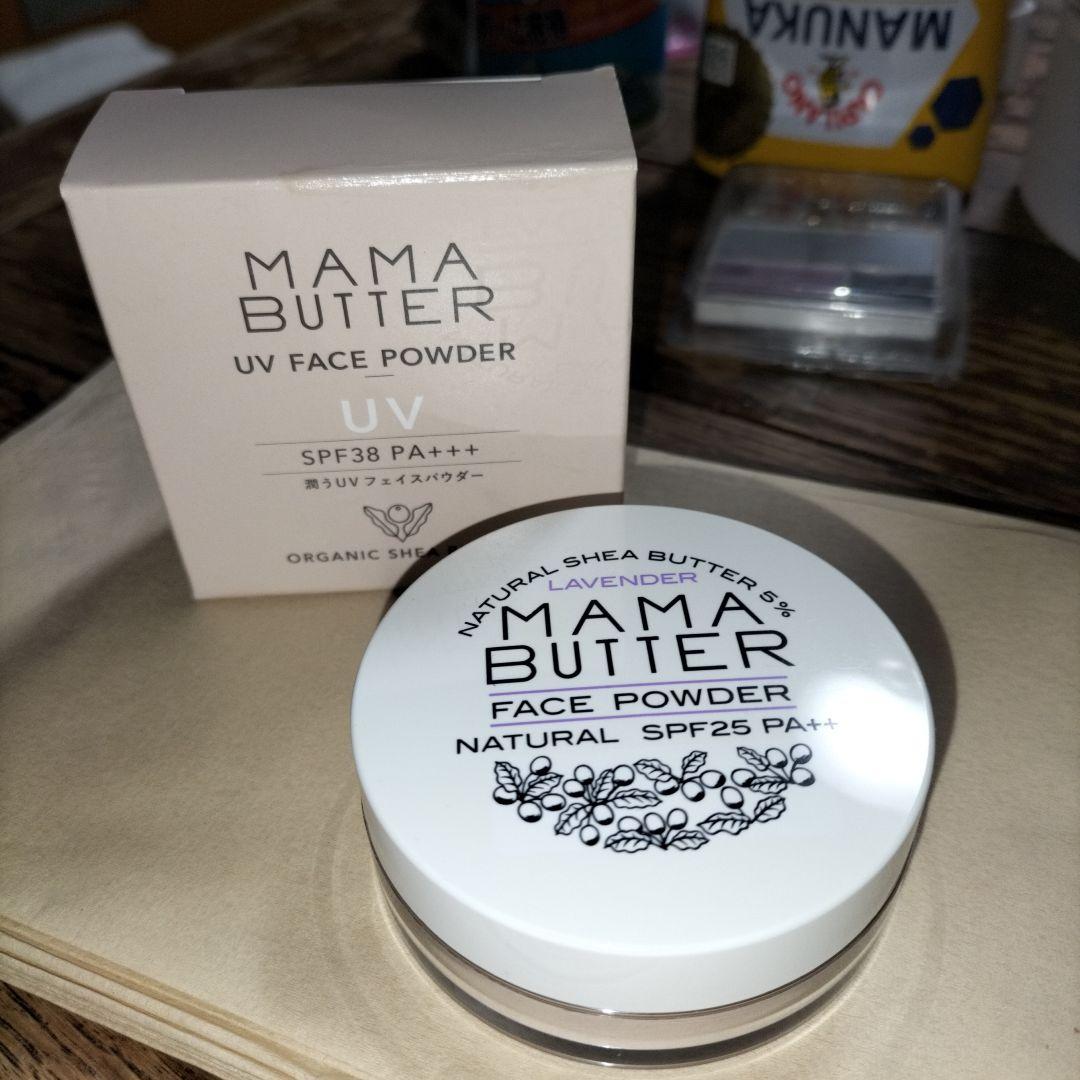 MANUKA
CAPILANO
MAMA
BUTTER
UV FACE POWDER
UV
SPF38 PA+++
潤うUVフェイスパウダー
ORGANIC SHEA
NATURAL SHEA BUTTER 5%
LAVENDER
MAMA
BUTTER
FACE POWDER
NATURAL SPF25 PA++